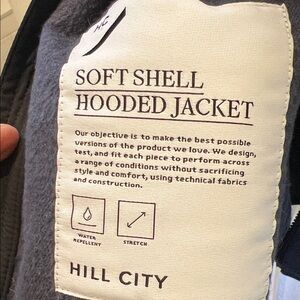 SOFT SHELL
HOODED JACKET
Our objective is to make the best possible
versions of the product we love. We design,
test, and fit each piece to perform across
a range of conditions without sacrificing
style and comfort, using technical fabrics
and construction.
WATER
REPELLENT
STRETCH
HILL CITY